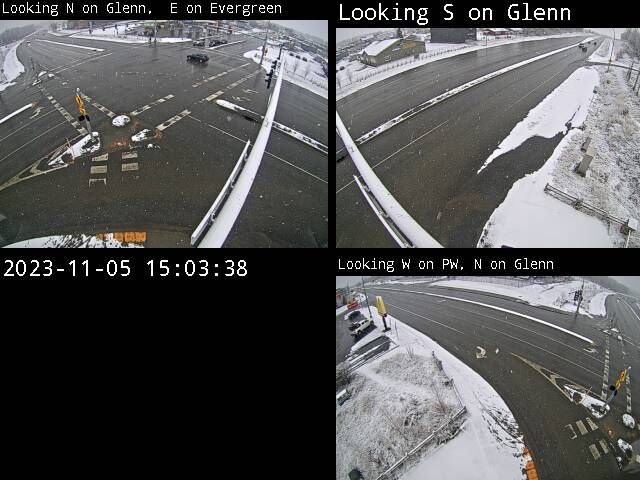 Looking N on Glenn,  E on Evergreen
Looking S on Glenn
2023-11-05 15:03:38
Looking W on PW, N on Glenn